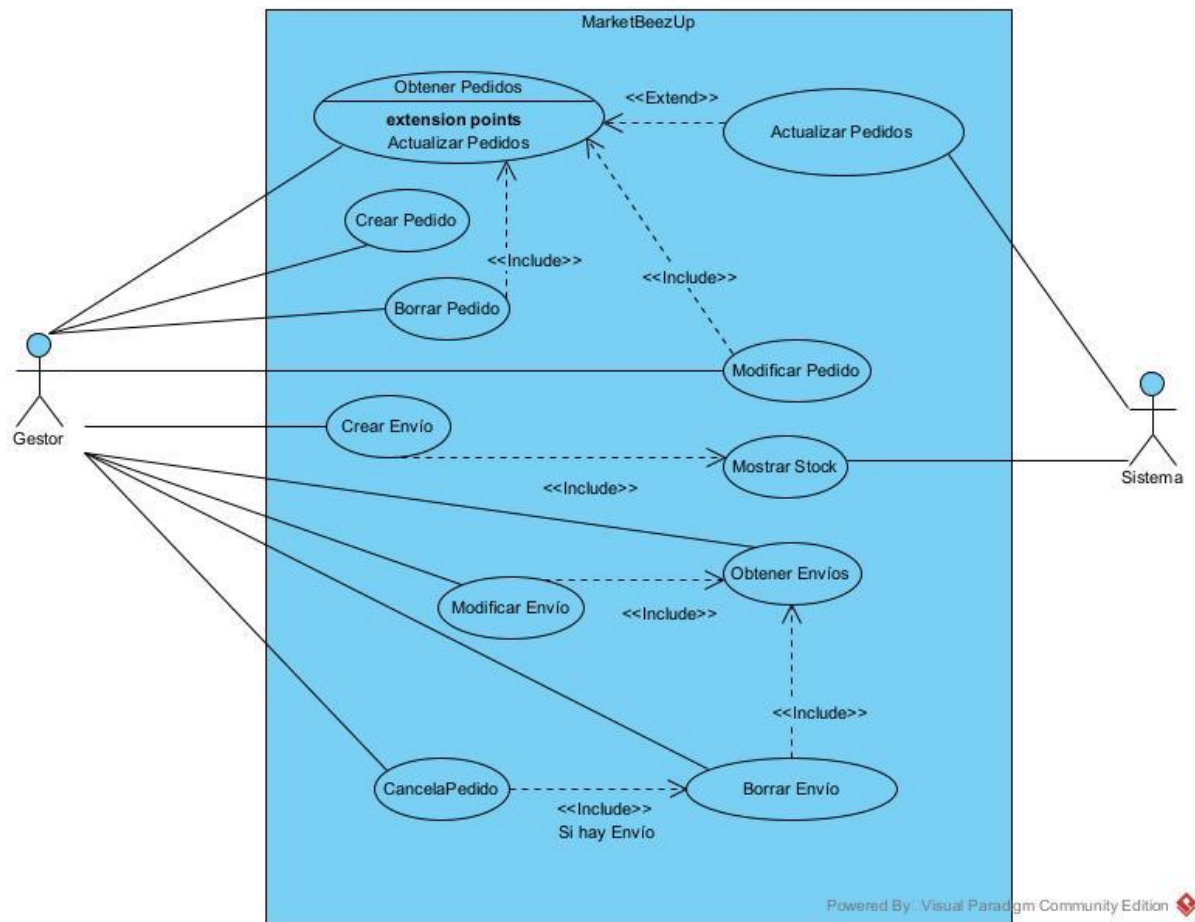 MarketBeezUp
Obtener Pedidos
extension points
Actualizar Pedidos
<<Extend>>
Actualizar Pedidos
Crear Pedido
<<Include>>
<<Include>>
Borrar Pedido
Modificar Pedido
Gestor
Crear Envío
Mostrar Stock
Sistema
<<Include>>
Obtener Envíos
Modificar Envío
<<Include>>
<<Include>>
CancelaPedido
Borrar Envío
<<Include>>
Si hay Envío
Powered By: Visual Paradigm Community Edition